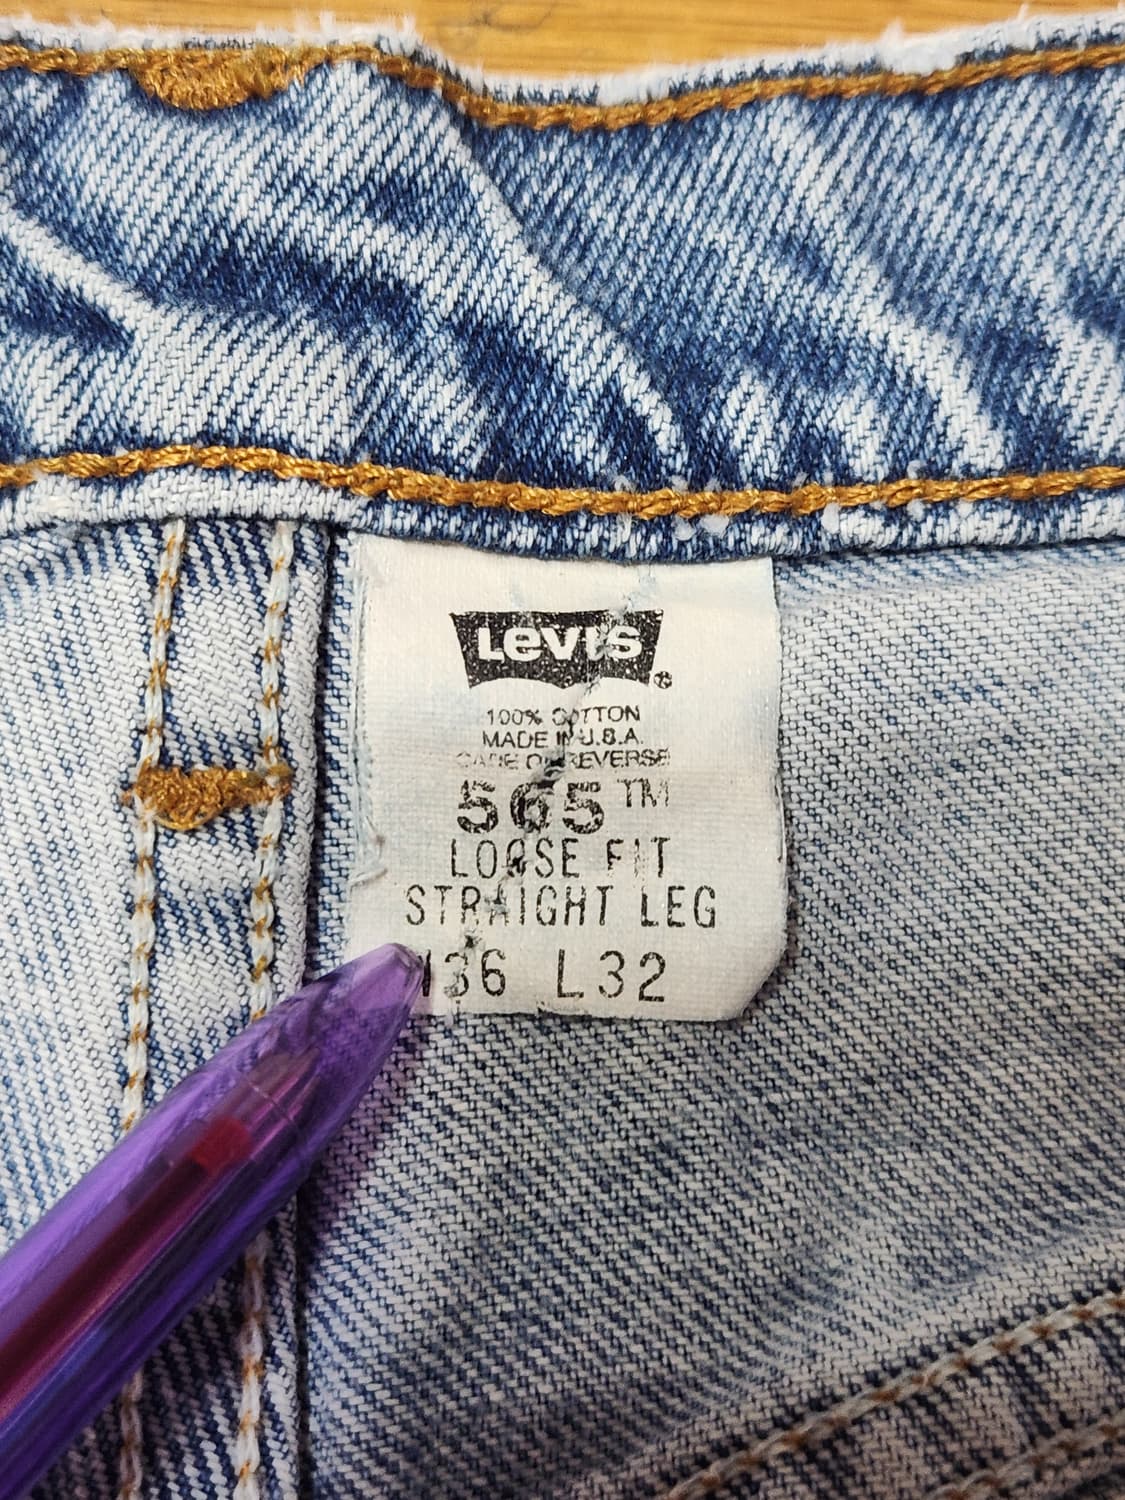 Levi's®
100% COTTON
MADE IN U.S.A.
CARE ON REVERSE
565™
LOOSE FIT
STRAIGHT LEG
W36 L32